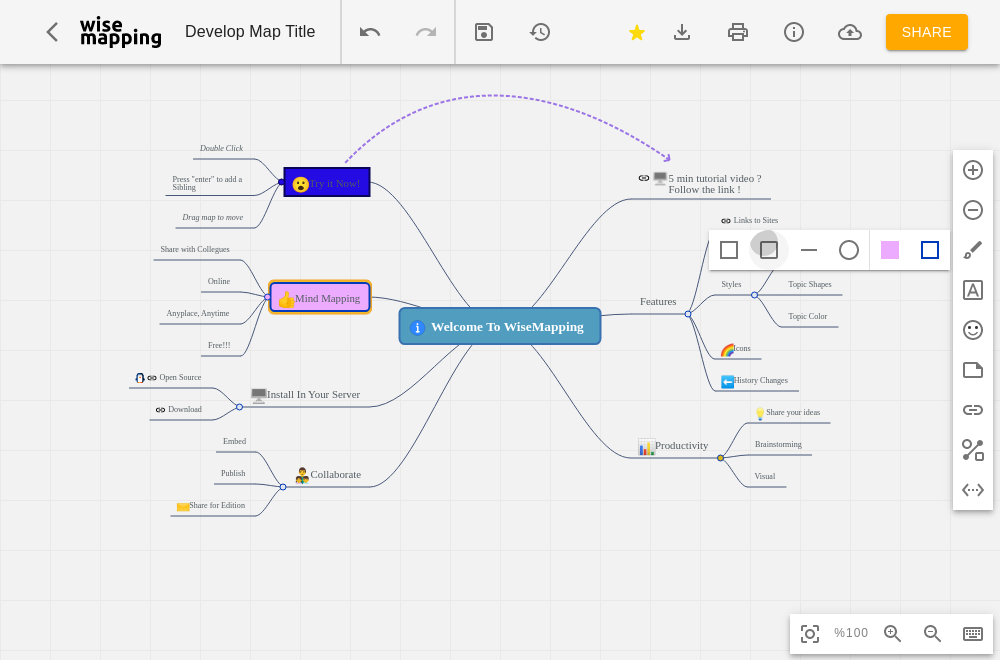 wise
mapping
Develop Map Title
SHARE
Double Click
Press "enter" to add a
Sibling
Drag map to move
Try it Now!
5 min tutorial video ?
Follow the link !
Links to Sites
Share with Collegues
Online
Anyplace, Anytime
Free!!!
Mind Mapping
Welcome To WiseMapping
Features
Styles
Topic Shapes
Topic Color
Icons
History Changes
Open Source
Download
Install In Your Server
Share your ideas
Brainstorming
Visual
Productivity
Embed
Publish
Share for Edition
Collaborate
%100